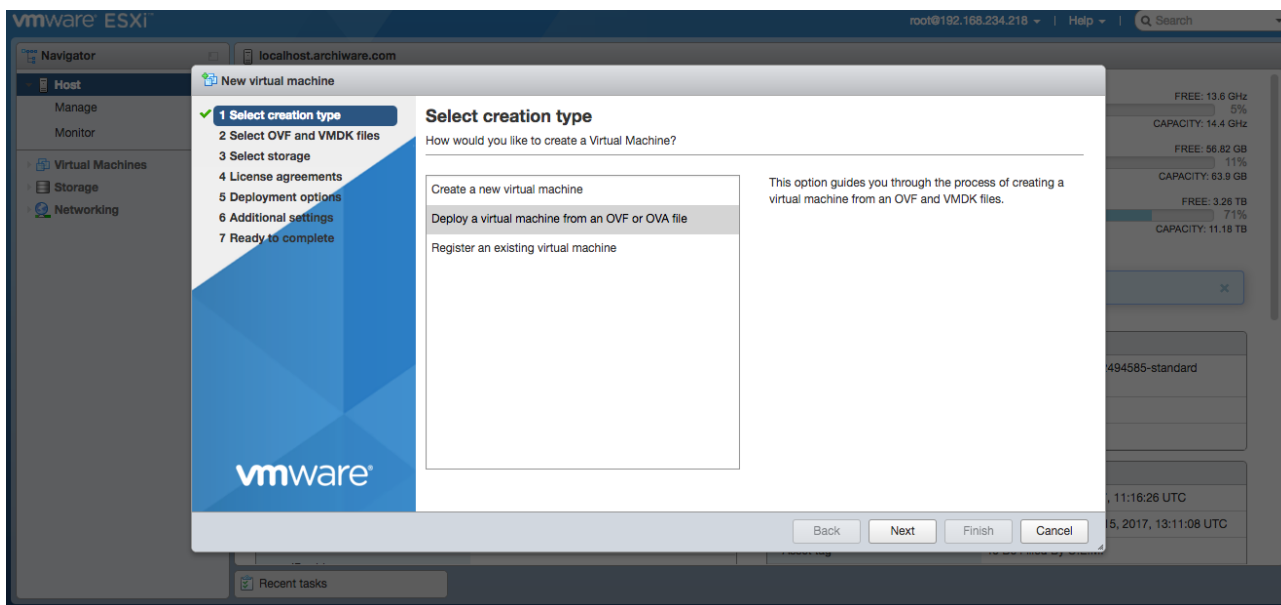 vmware ESXi™
root@192.168.234.218 | Help | Search
Navigator
localhost.archiware.com
Host
Manage
Monitor
Virtual Machines
Storage
Networking
New virtual machine
1 Select creation type
2 Select OVF and VMDK files
3 Select storage
4 License agreements
5 Deployment options
6 Additional settings
7 Ready to complete
vmware®
Select creation type
How would you like to create a Virtual Machine?
Create a new virtual machine
Deploy a virtual machine from an OVF or OVA file
Register an existing virtual machine
This option guides you through the process of creating a
virtual machine from an OVF and VMDK files.
Back
Next
Finish
Cancel
FREE: 13.6 GHz
5%
CAPACITY: 14.4 GHz
FREE: 56.82 GB
11%
CAPACITY: 63.9 GB
FREE: 3.26 TB
71%
CAPACITY: 11.18 TB
494585-standard
, 11:16:26 UTC
15, 2017, 13:11:08 UTC
Recent tasks